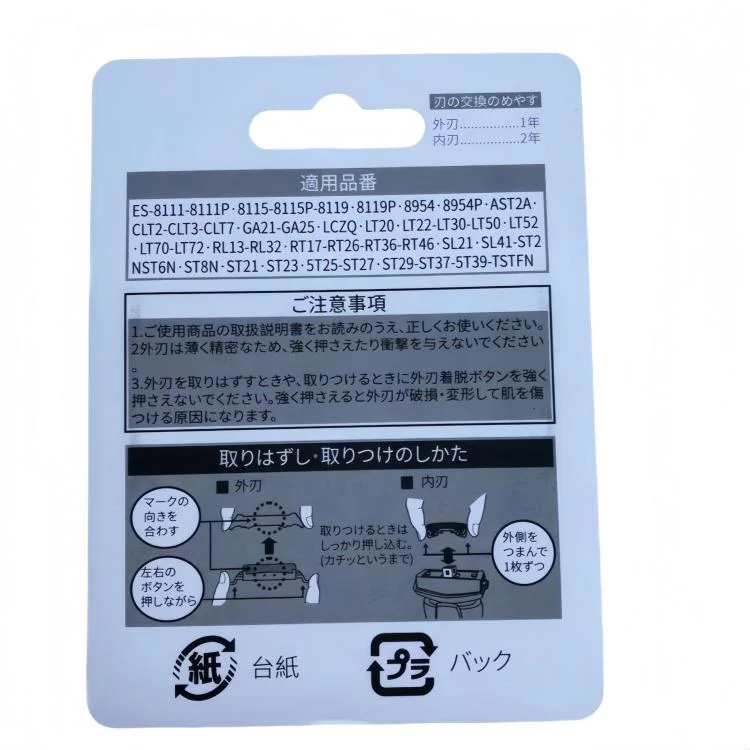 刃の交換のめやす
外刃................1年
内刃................2年
適用品番
ES-8111-8111P·8115-8115P-8119·8119P·8954·8954P·AST2A·
CLT2-CLT3-CLT7·GA21-GA25·LCZQ·LT20·LT22-LT30-LT50·LT52
·LT70-LT72·RL13-RL32·RT17-RT26-RT36-RT46·SL21·SL41-ST2
NST6N·ST8N·ST21·ST23·5T25-ST27·ST29-ST37-5T39-TSTFN
ご注意事項
1.ご使用商品の取扱説明書をお読みのうえ、正しくお使いください。
2外刃は薄く精密なため、強く押さえたり衝撃を与えないでください
。
3.外刃を取りはずすときや、取りつけるときに外刃着脱ボタンを強く
押さえないでください。強く押さえると外刃が破損·変形して肌を傷
つける原因になります。
取りはずし·取りつけのしかた
■外刃
■内刃
マークの
向きを
合わす
取りつけるときは
しっかり押し込む。
(カチッというまで)
外側を
つまんで
1枚ずつ
左右の
ボタンを
押しながら
紙 台紙
プラ バック